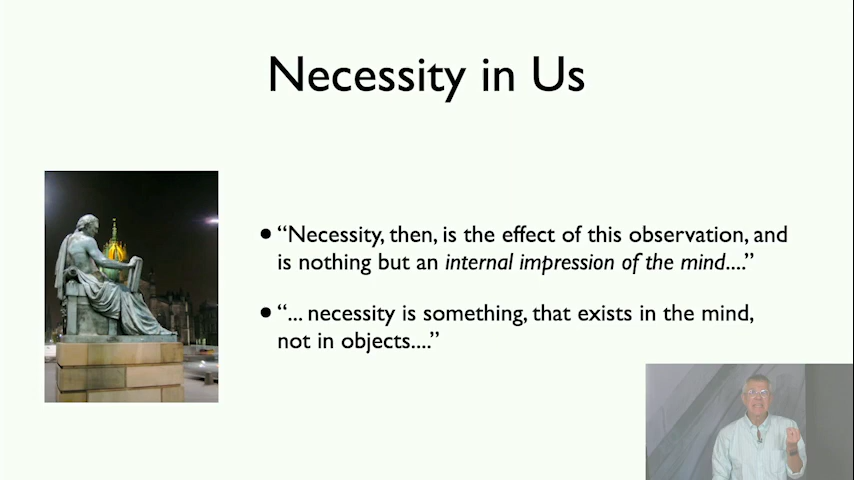 Necessity in Us
• “Necessity, then, is the effect of this observation, and
is nothing but an internal impression of the mind....”
• “... necessity is something, that exists in the mind,
not in objects....”